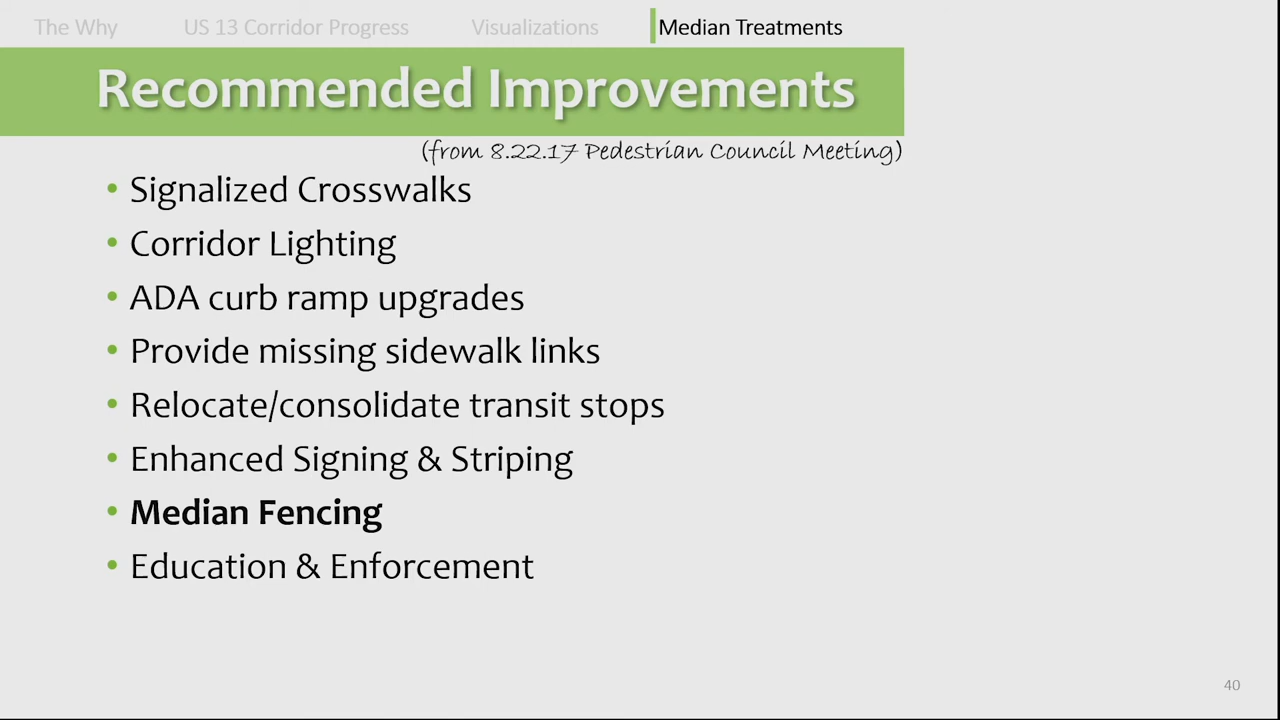 The Why US 13 Corridor Progress Visualizations Median Treatments
Recommended Improvements
(from 8.22.17 Pedestrian Council Meeting)
• Signalized Crosswalks
• Corridor Lighting
• ADA curb ramp upgrades
• Provide missing sidewalk links
• Relocate/consolidate transit stops
• Enhanced Signing & Striping
• Median Fencing
• Education & Enforcement
40